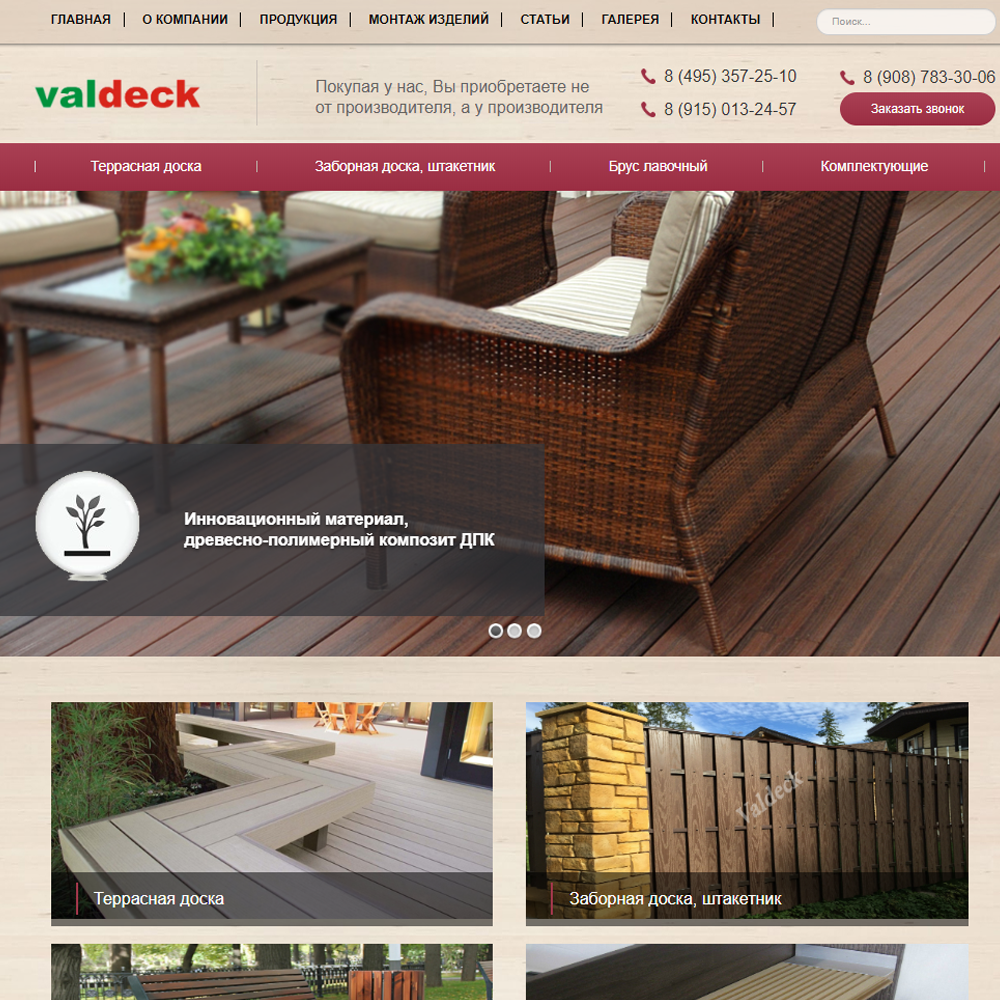 ГЛАВНАЯ О КОМПАНИИ ПРОДУКЦИЯ МОНТАЖ ИЗДЕЛИЙ СТАТЬИ ГАЛЕРЕЯ КОНТАКТЫ Поиск...
valdeck
Покупая у нас, Вы приобретаете не
от производителя, а у производителя
8 (495) 357-25-10
8 (915) 013-24-57
8 (908) 783-30-06
Заказать звонок
Террасная доска Заборная доска, штакетник Брус лавочный Комплектующие
Инновационный материал,
древесно-полимерный композит ДПК
Valdeck
Террасная доска
Заборная доска, штакетник